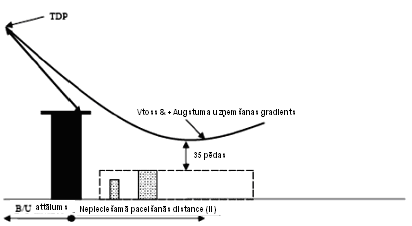 TDP
Vtoss & + Augstuma uzņemšanas gradients
35 pēdas
B/U attālums
Nepieciešamā pacelšanās distance (II)